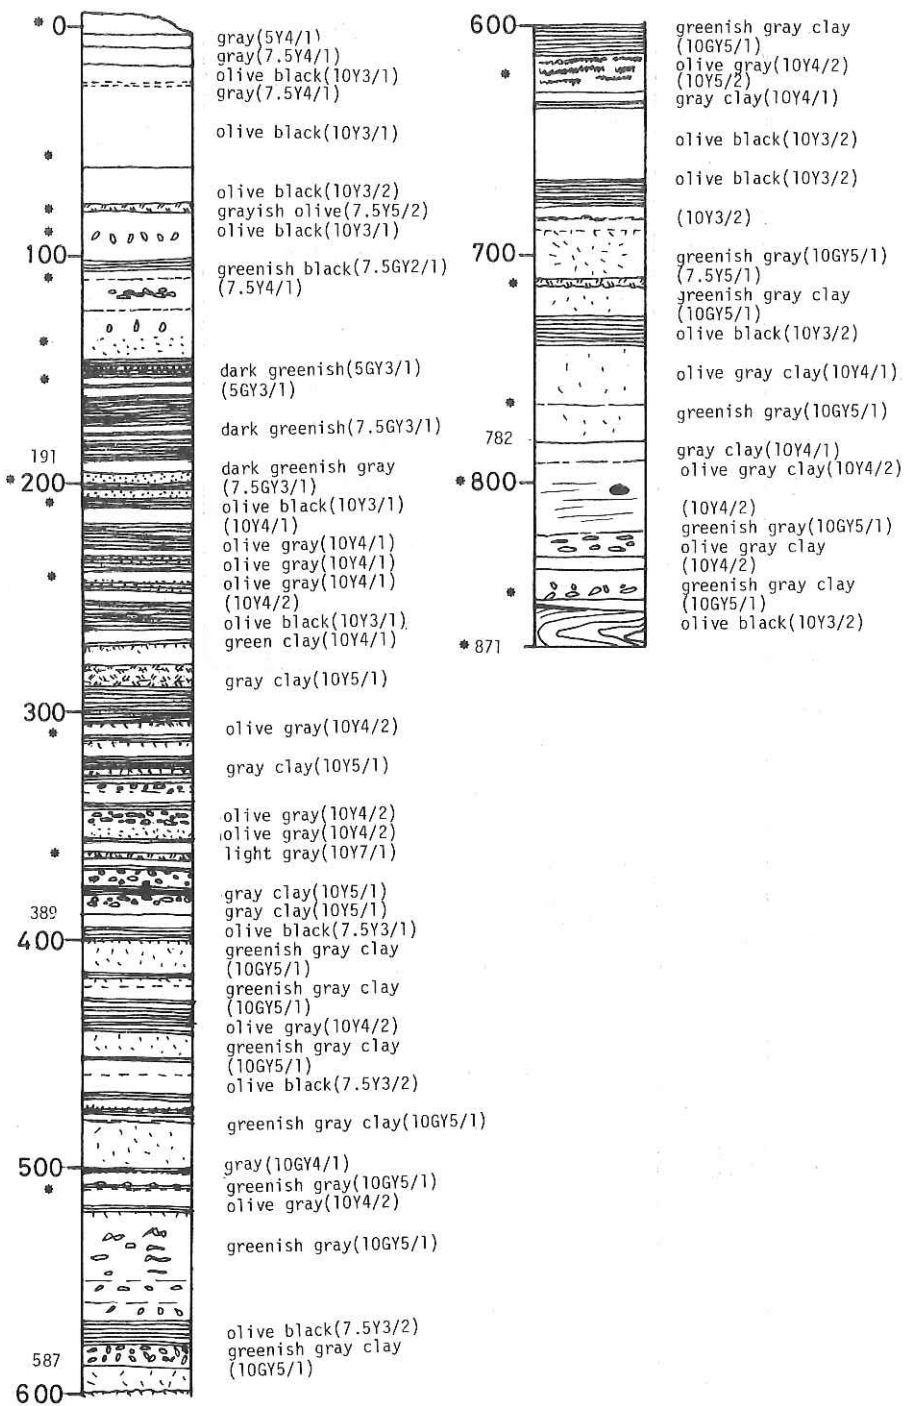 0
gray(5Y4/1)
gray(7.5Y4/1)
olive black(10Y3/1)
gray(7.5Y4/1)
olive black(10Y3/1)
olive black(10Y3/2)
grayish olive(7.5Y5/2)
olive black(10Y3/1)
100
greenish black(7.5GY2/1)
(7.5Y4/1)
dark greenish(5GY3/1)
(5GY3/1)
dark greenish(7.5GY3/1)
191
dark greenish gray
200
(7.5GY3/1)
olive black(10Y3/1)
(10Y4/1)
olive gray(10Y4/1)
olive gray(10Y4/1)
olive gray(10Y4/1)
(10Y4/2)
olive black(10Y3/1)
green clay(10Y4/1)
gray clay(10Y5/1)
300
olive gray(10Y4/2)
gray clay(10Y5/1)
olive gray(10Y4/2)
olive gray(10Y4/2)
light gray(10Y7/1)
gray clay(10Y5/1)
389
gray clay(10Y5/1)
olive black(7.5Y3/1)
400
greenish gray clay
(10GY5/1)
greenish gray clay
(10GY5/1)
olive gray(10Y4/2)
greenish gray clay
(10GY5/1)
olive black(7.5Y3/2)
greenish gray clay(10GY5/1)
500
gray(10GY4/1)
greenish gray(10GY5/1)
olive gray(10Y4/2)
greenish gray(10GY5/1)
olive black(7.5Y3/2)
greenish gray clay
587
(10GY5/1)
600
600
greenish gray clay
(10GY5/1)
olive gray(10Y4/2)
(10Y5/2)
gray clay(10Y4/1)
olive black(10Y3/2)
olive black(10Y3/2)
(10Y3/2)
700
greenish gray(10GY5/1)
(7.5Y5/1)
greenish gray clay
(10GY5/1)
olive black(10Y3/2)
olive gray clay(10Y4/1)
greenish gray(10GY5/1)
782
gray clay(10Y4/1)
olive gray clay(10Y4/2)
800
(10Y4/2)
greenish gray(10GY5/1)
olive gray clay
(10Y4/2)
greenish gray clay
(10GY5/1)
olive black(10Y3/2)
871